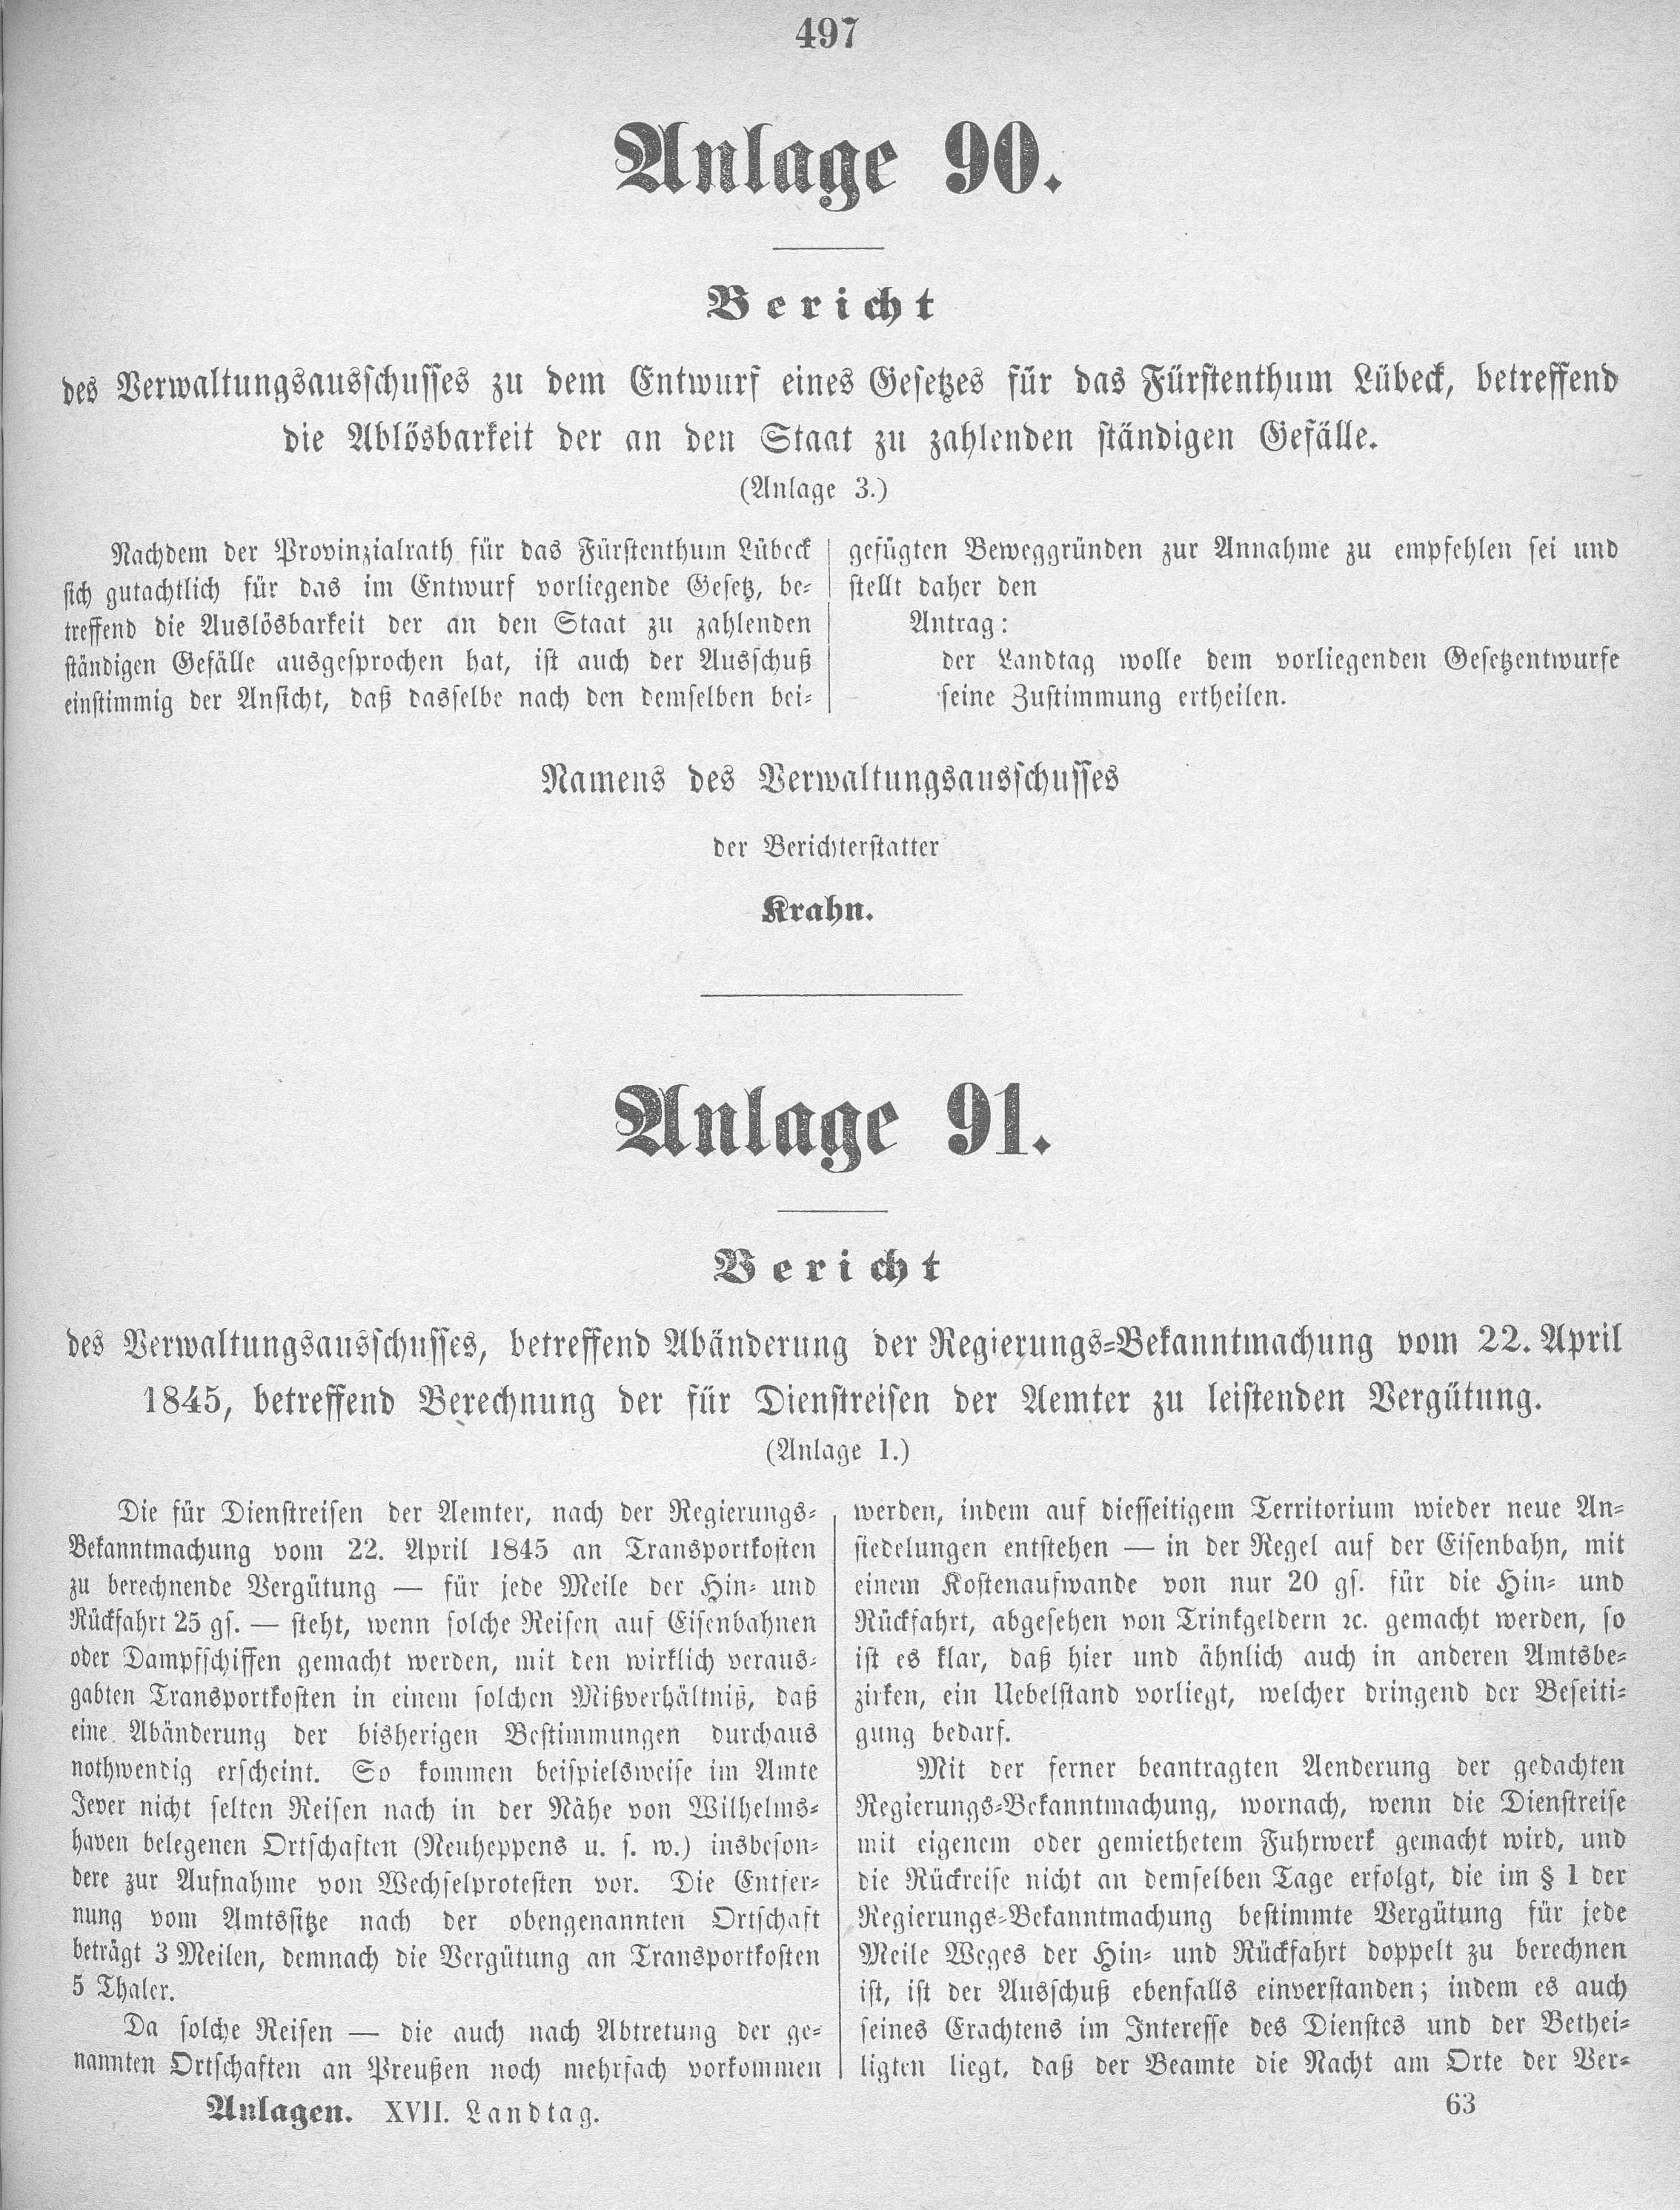 497
Anlage 90.
Bericht
des Verwaltungsausschusses zu dem Entwurf eines Gesetzes für das Fürstenthum Lübeck, betreffend
die Ablösbarkeit der an den Staat zu zahlenden ständigen Gefälle.
(Anlage 3.)
Nachdem der Provinzialrath für das Fürstenthum Lübeck
sich gutachtlich für das im Entwurf vorliegende Gesetz, be-
treffend die Auslösbarkeit der an den Staat zu zahlenden
ständigen Gefälle ausgesprochen hat, ist auch der Ausschuß
einstimmig der Ansicht, daß dasselbe nach den demselben bei-
gefügten Beweggründen zur Annahme zu empfehlen sei und
stellt daher den
Antrag:
der Landtag wolle dem vorliegenden Gesetzentwurfe
seine Zustimmung ertheilen.
Namens des Verwaltungsausschusses
der Berichterstatter
Krahn.
Anlage 91.
Bericht
des Verwaltungsausschusses, betreffend Abänderung der Regierungs-Bekanntmachung vom 22. April
1845, betreffend Berechnung der für Dienstreisen der Aemter zu leistenden Vergütung.
(Anlage 1.)
Die für Dienstreisen der Aemter, nach der Regierungs-
Bekanntmachung vom 22. April 1845 an Transportkosten
zu berechnende Vergütung — für jede Meile der Hin- und
Rückfahrt 25 gs. — steht, wenn solche Reisen auf Eisenbahnen
oder Dampfschiffen gemacht werden, mit den wirklich veraus-
gabten Transportkosten in einem solchen Mißverhältniß, daß
eine Abänderung der bisherigen Bestimmungen durchaus
nothwendig erscheint. So kommen beispielsweise im Amte
Jever nicht selten Reisen nach in der Nähe von Wilhelms-
haven belegenen Ortschaften (Neuheppens u. s. w.) insbeson-
dere zur Aufnahme von Wechselprotesten vor. Die Entfer-
nung vom Amtssitze nach der obengenannten Ortschaft
beträgt 3 Meilen, demnach die Vergütung an Transportkosten
5 Thaler.
Da solche Reisen — die auch nach Abtretung der ge-
nannten Ortschaften an Preußen noch mehrfach vorkommen
werden, indem auf diesseitigem Territorium wieder neue An-
siedelungen entstehen — in der Regel auf der Eisenbahn, mit
einem Kostenaufwande von nur 20 gs. für die Hin- und
Rückfahrt, abgesehen von Trinkgeldern ꝛc. gemacht werden, so
ist es klar, daß hier und ähnlich auch in anderen Amtsbe-
zirken, ein Uebelstand vorliegt, welcher dringend der Beseiti-
gung bedarf.
Mit der ferner beantragten Aenderung der gedachten
Regierungs-Bekanntmachung, wornach, wenn die Dienstreise
mit eigenem oder gemiethetem Fuhrwerk gemacht wird, und
die Rückreise nicht an demselben Tage erfolgt, die im § 1 der
Regierungs-Bekanntmachung bestimmte Vergütung für jede
Meile Weges der Hin- und Rückfahrt doppelt zu berechnen
ist, ist der Ausschuß ebenfalls einverstanden; indem es auch
seines Erachtens im Interesse des Dienstes und der Bethei-
ligten liegt, daß der Beamte die Nacht am Orte der Ver-
Anlagen. XVII. Landtag.
63